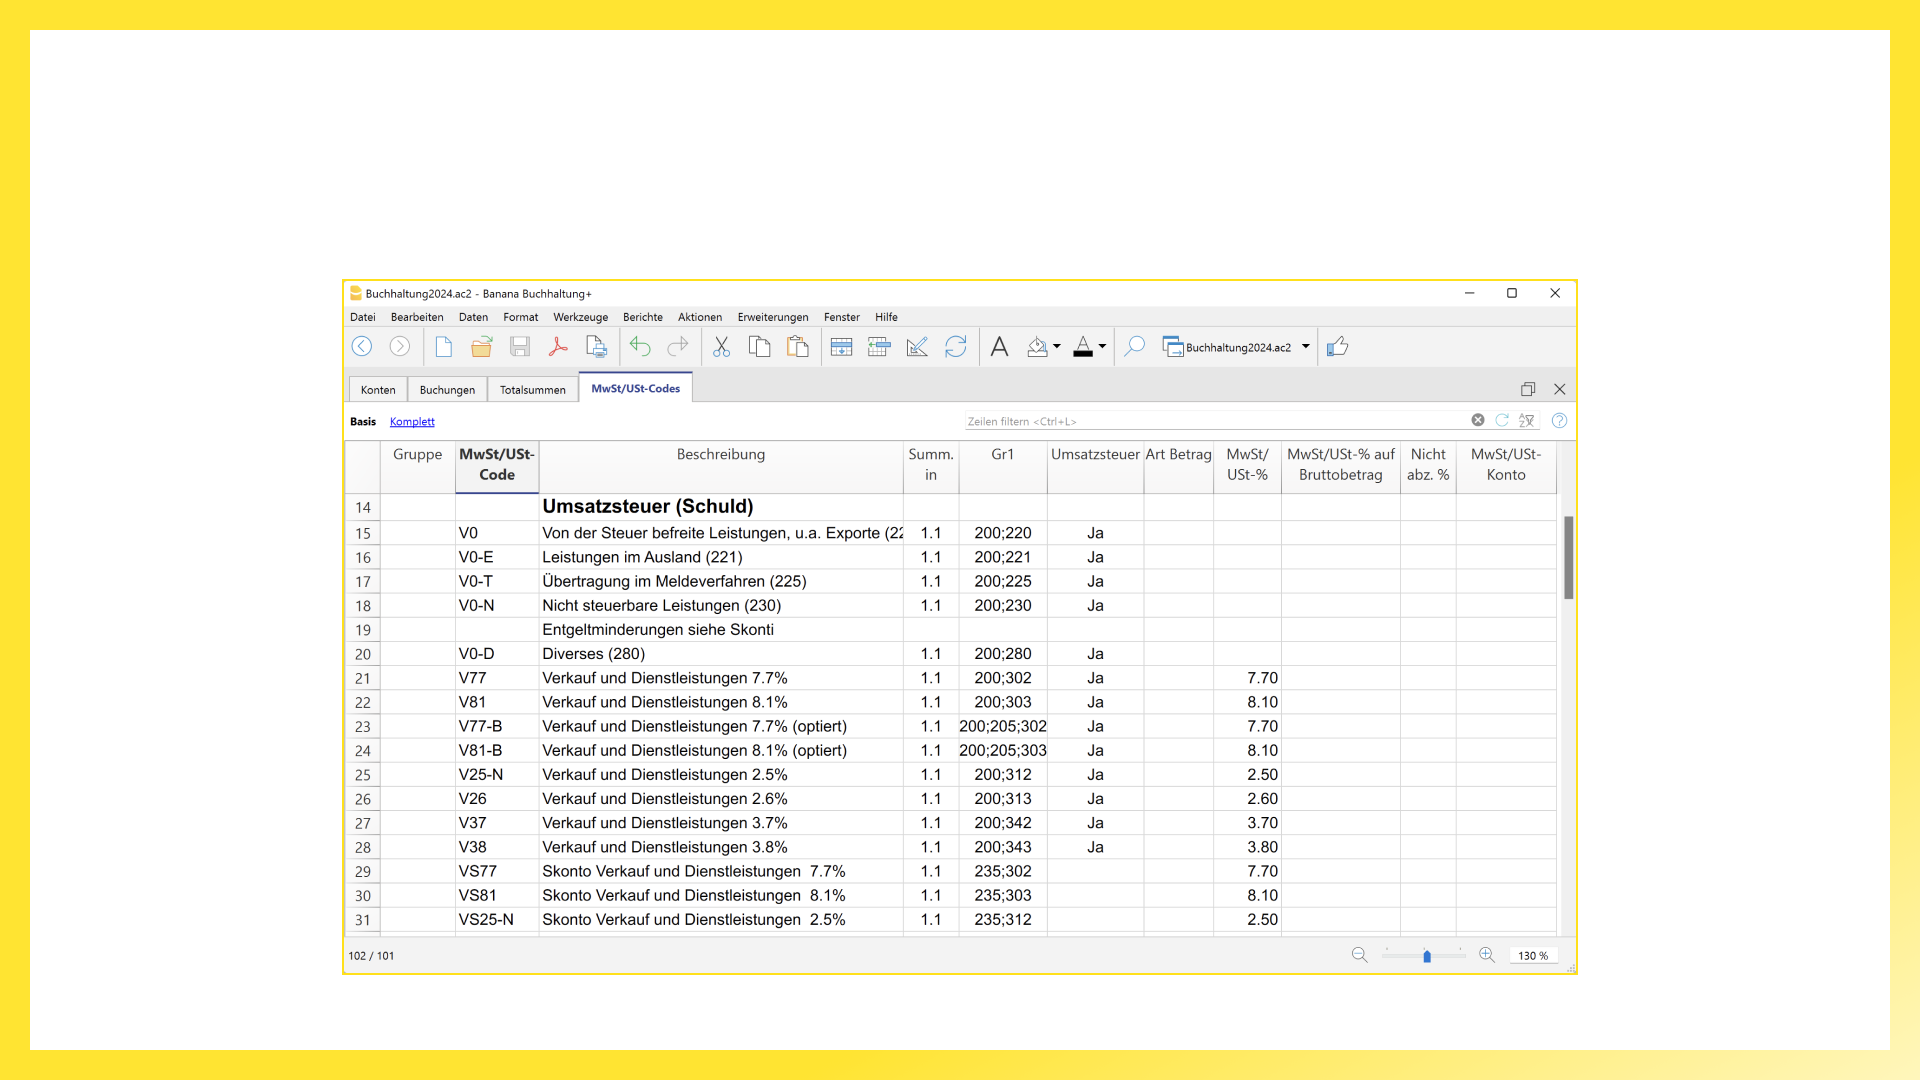 Buchhaltung2024.ac2 - Banana Buchhaltung+
Datei Bearbeiten Daten Format Werkzeuge Berichte Aktionen Erweiterungen Fenster Hilfe
Buchhaltung2024.ac2
Konten Buchungen Totalsummen MwSt/USt-Codes
Basis Komplett Zeilen filtern <Ctrl+L>
Gruppe MwSt/USt-Code Beschreibung Summ. in Gr1 Umsatzsteuer Art Betrag MwSt/USt-% MwSt/USt-% auf Bruttobetrag Nicht abz. % MwSt/USt-Konto
14 Umsatzsteuer (Schuld)
15 V0 Von der Steuer befreite Leistungen, u.a. Exporte (22 1.1 200;220 Ja
16 V0-E Leistungen im Ausland (221) 1.1 200;221 Ja
17 V0-T Übertragung im Meldeverfahren (225) 1.1 200;225 Ja
18 V0-N Nicht steuerbare Leistungen (230) 1.1 200;230 Ja
19 Entgeltminderungen siehe Skonti
20 V0-D Diverses (280) 1.1 200;280 Ja
21 V77 Verkauf und Dienstleistungen 7.7% 1.1 200;302 Ja 7.70
22 V81 Verkauf und Dienstleistungen 8.1% 1.1 200;303 Ja 8.10
23 V77-B Verkauf und Dienstleistungen 7.7% (optiert) 1.1 200;205;302 Ja 7.70
24 V81-B Verkauf und Dienstleistungen 8.1% (optiert) 1.1 200;205;303 Ja 8.10
25 V25-N Verkauf und Dienstleistungen 2.5% 1.1 200;312 Ja 2.50
26 V26 Verkauf und Dienstleistungen 2.6% 1.1 200;313 Ja 2.60
27 V37 Verkauf und Dienstleistungen 3.7% 1.1 200;342 Ja 3.70
28 V38 Verkauf und Dienstleistungen 3.8% 1.1 200;343 Ja 3.80
29 VS77 Skonto Verkauf und Dienstleistungen 7.7% 1.1 235;302 7.70
30 VS81 Skonto Verkauf und Dienstleistungen 8.1% 1.1 235;303 8.10
31 VS25-N Skonto Verkauf und Dienstleistungen 2.5% 1.1 235;312 2.50
102 / 101 130 %